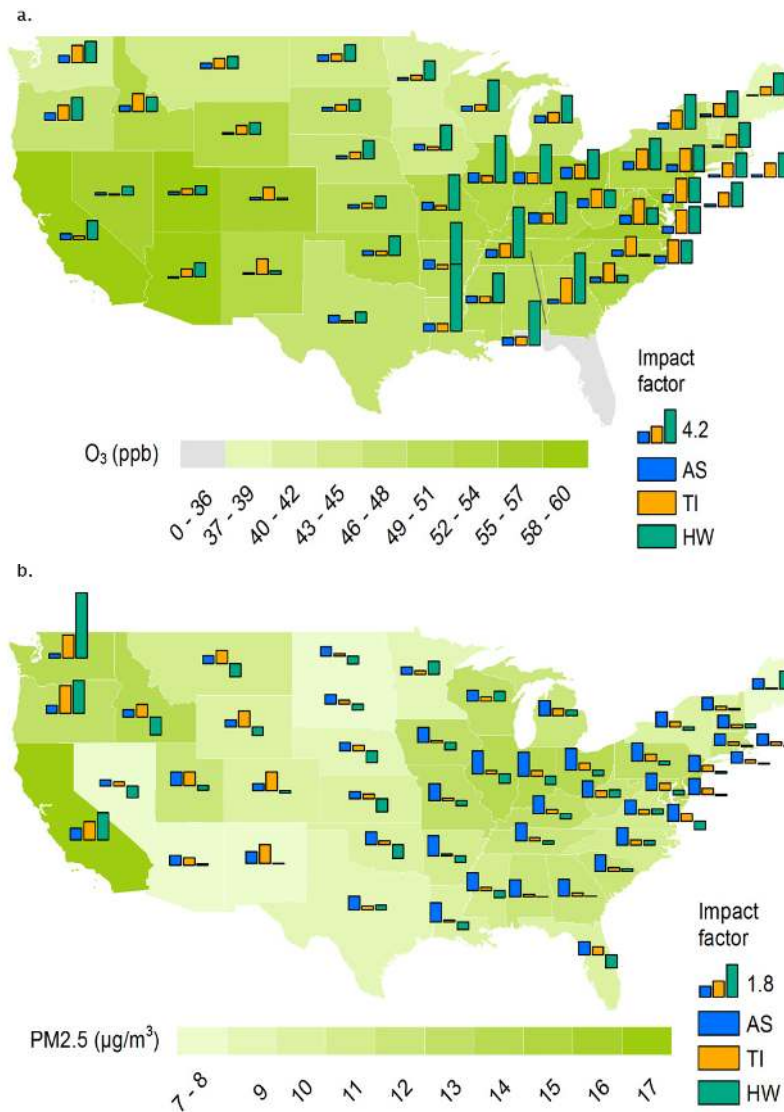 a.
Impact
factor
4.2
AS
TI
HW
O₃ (ppb)
0 - 36
37 - 39
40 - 42
43 - 45
46 - 48
49 - 51
52 - 54
55 - 57
58 - 60
b.
Impact
factor
1.8
AS
TI
HW
PM2.5 (µg/m³)
7 - 8
9
10
11
12
13
14
15
16
17